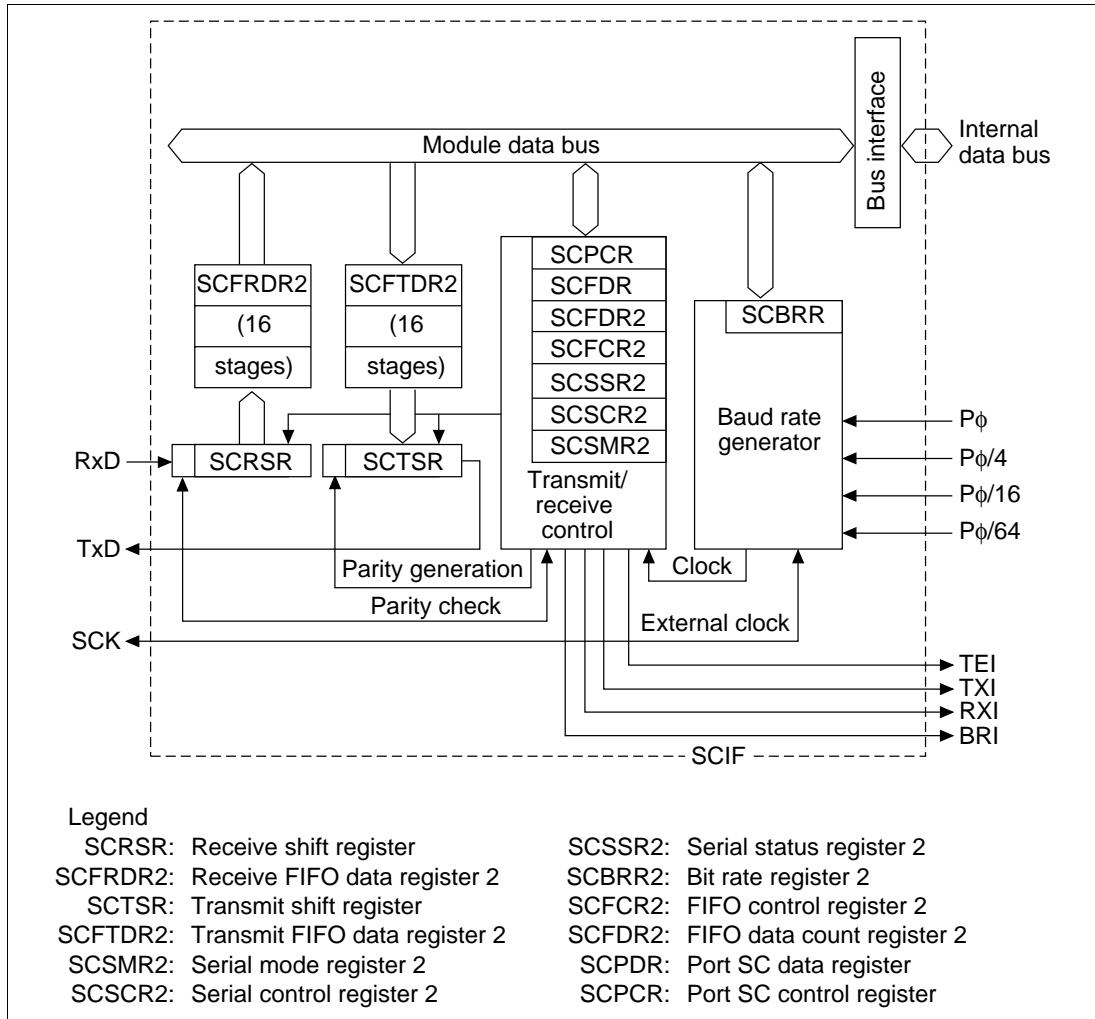 Bus interface
Module data bus
Internal
data bus
SCFRDR2
(16
stages)
SCFTDR2
(16
stages)
SCPCR
SCFDR
SCFDR2
SCFCR2
SCSSR2
SCSCR2
SCSMR2
Transmit/
receive
control
SCBRR
Baud rate
generator
Pϕ
Pϕ/4
Pϕ/16
Pϕ/64
RxD
SCRSR
SCTSR
TxD
Parity generation
Clock
Parity check
SCK
External clock
TEI
TXI
RXI
BRI
SCIF
Legend
SCRSR: Receive shift register
SCFRDR2: Receive FIFO data register 2
SCTSR: Transmit shift register
SCFTDR2: Transmit FIFO data register 2
SCSMR2: Serial mode register 2
SCSCR2: Serial control register 2
SCSSR2: Serial status register 2
SCBRR2: Bit rate register 2
SCFCR2: FIFO control register 2
SCFDR2: FIFO data count register 2
SCPDR: Port SC data register
SCPCR: Port SC control register